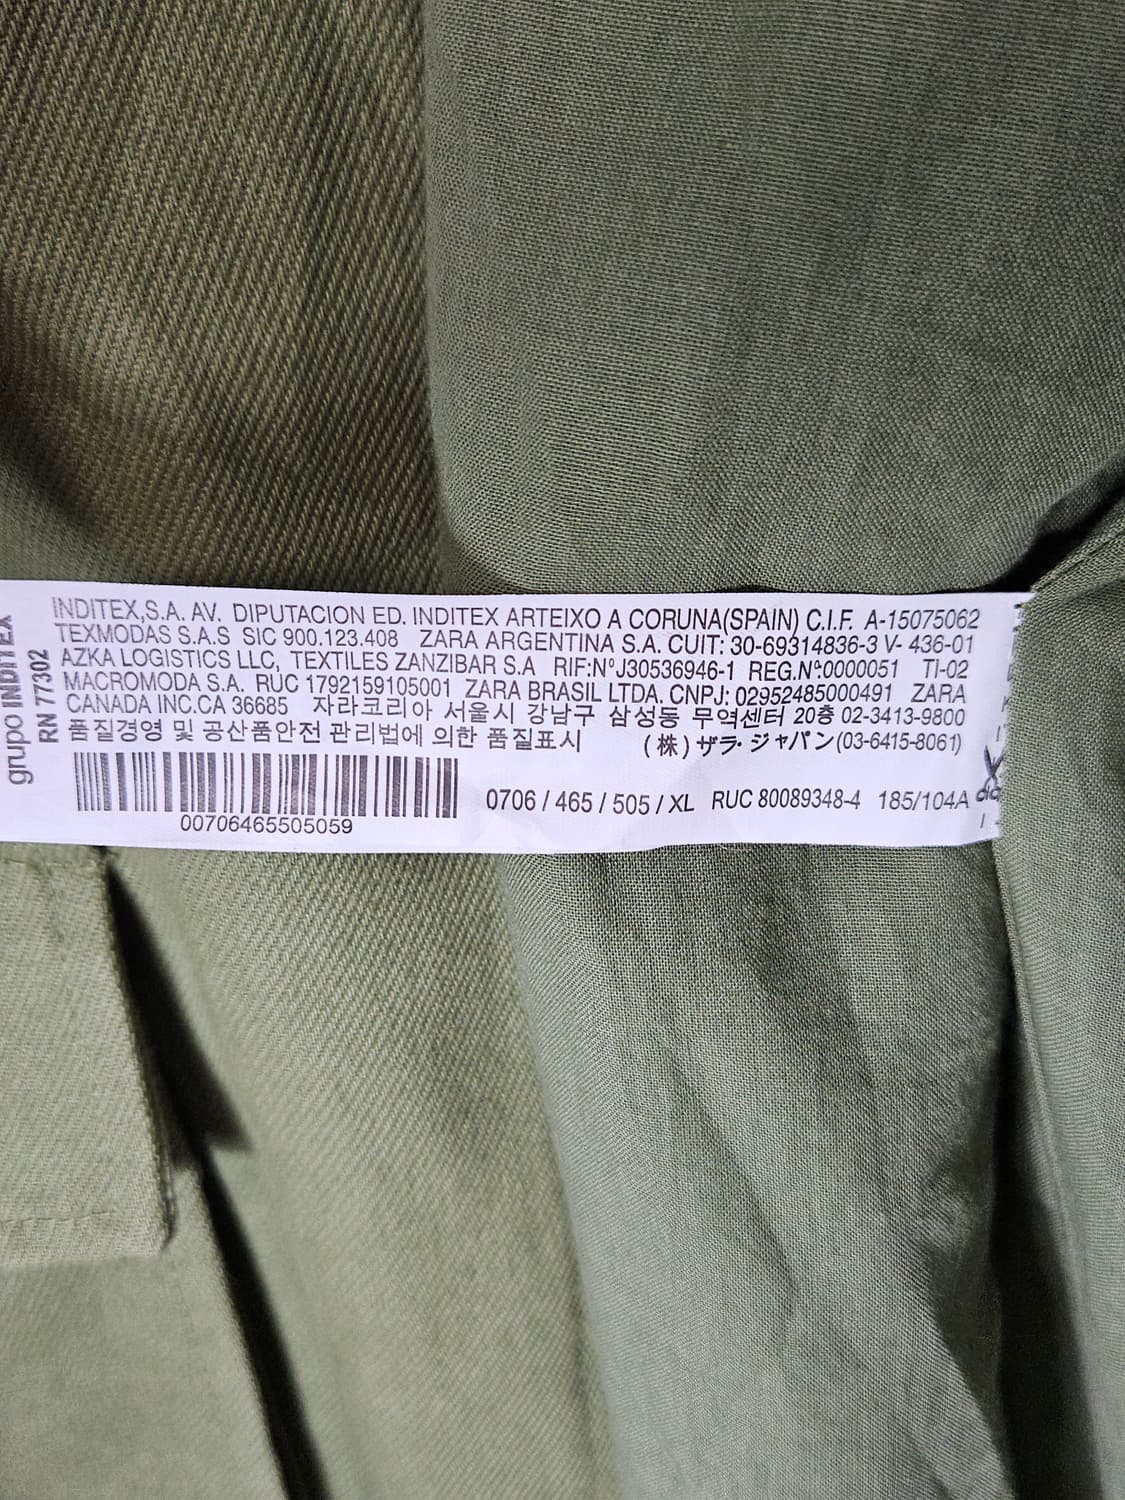 grupo INDITEX
RN 77302
INDITEX,S.A. AV. DIPUTACION ED. INDITEX ARTEIXO A CORUNA(SPAIN) C.I.F. A-15075062
TEXMODAS S.A.S SIC 900.123.408 ZARA ARGENTINA S.A. CUIT: 30-69314836-3 V- 436-01
AZKA LOGISTICS LLC, TEXTILES ZANZIBAR S.A RIF:NºJ30536946-1 REG.Nº:0000051 TI-02
MACROMODA S.A. RUC 1792159105001 ZARA BRASIL LTDA. CNPJ: 02952485000491 ZARA
CANADA INC.CA 36685 자라코리아 서울시 강남구 삼성동 무역센터 20층 02-3413-9800
품질경영 및 공산품안전 관리법에 의한 품질표시 (株) ザラ・ジャパン(03-6415-8061)
0706 / 465 / 505 / XL RUC 80089348-4 185/104A
00706465505059